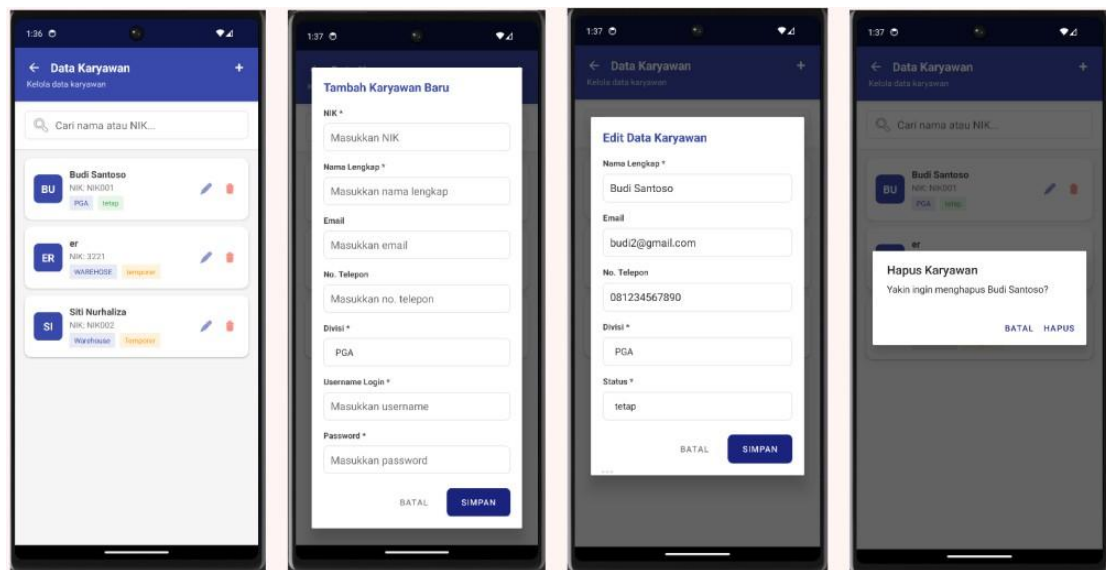 1:36
← Data Karyawan +
Kelola data karyawan
Cari nama atau NIK...
BU
Budi Santoso
NIK: NIK001
PGA tetap
ER
er
NIK: 3221
WAREHOSE temporer
SI
Siti Nurhaliza
NIK: NIK002
Warehouse Temporer
1:37
Tambah Karyawan Baru
NIK *
Masukkan NIK
Nama Lengkap *
Masukkan nama lengkap
Email
Masukkan email
No. Telepon
Masukkan no. telepon
Divisi *
PGA
Username Login *
Masukkan username
Password *
Masukkan password
BATAL SIMPAN
1:37
← Data Karyawan +
Kelola data karyawan
Edit Data Karyawan
Nama Lengkap *
Budi Santoso
Email
budi2@gmail.com
No. Telepon
081234567890
Divisi *
PGA
Status *
tetap
BATAL SIMPAN
1:37
← Data Karyawan +
Kelola data karyawan
Cari nama atau NIK...
BU
Budi Santoso
NIK: NIK001
PGA tetap
er
Hapus Karyawan
Yakin ingin menghapus Budi Santoso?
BATAL HAPUS